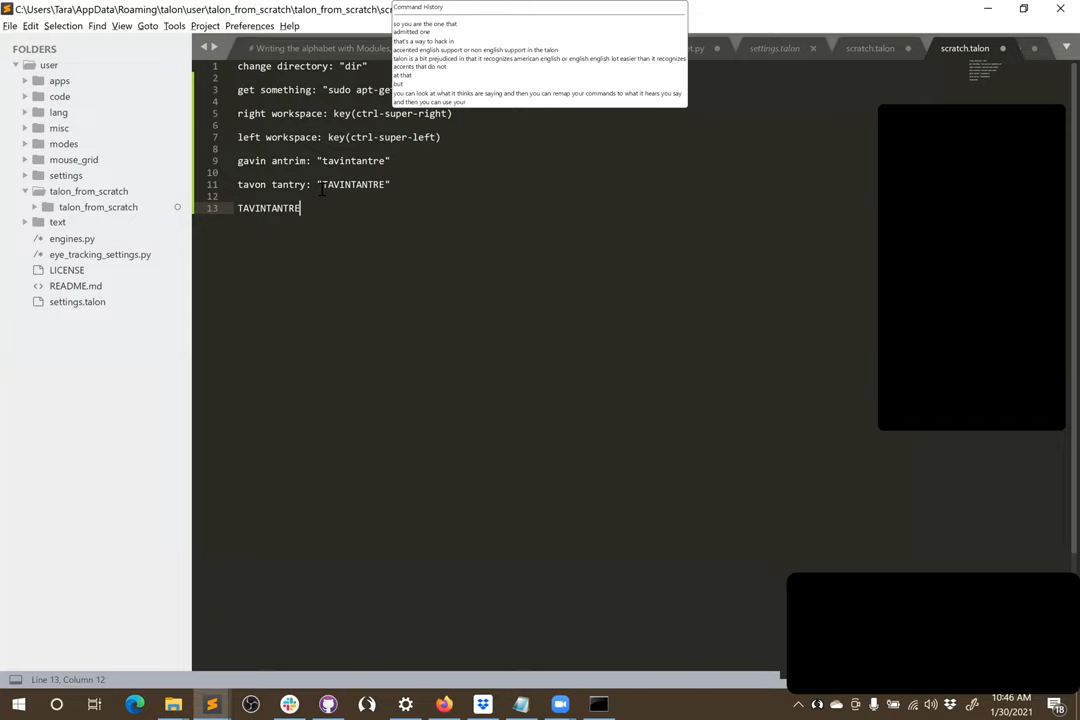 C:\Users\Tara\AppData\Roaming\talon\user\talon_from_scratch\talon_from_scratch\sc
File Edit Selection Find View Goto Tools Project Preferences Help
Command History
so you are the one that
admitted one
that's a way to hack in
accented english support or non english support in the talon
talon is a bit prejudiced in that it recognizes american english or english english lot easier than it recognizes
accents that do not
at that
but
you can look at what it thinks are saying and then you can remap your commands to what it hears you say
and then you can use your
FOLDERS
user
apps
code
lang
misc
modes
mouse_grid
settings
talon_from_scratch
talon_from_scratch
text
engines.py
eye_tracking_settings.py
LICENSE
README.md
settings.talon
# Writing the alphabet with Modules,
et.py
settings.talon
scratch.talon
scratch.talon
1 change directory: "dir"
2
3 get something: "sudo apt-ge
4
5 right workspace: key(ctrl-super-right)
6
7 left workspace: key(ctrl-super-left)
8
9 gavin antrim: "tavintantre"
10
11 tavon tantry: "TAVINTANTRE"
12
13 TAVINTANTRE
Line 13, Column 12
10:46 AM
1/30/2021
18